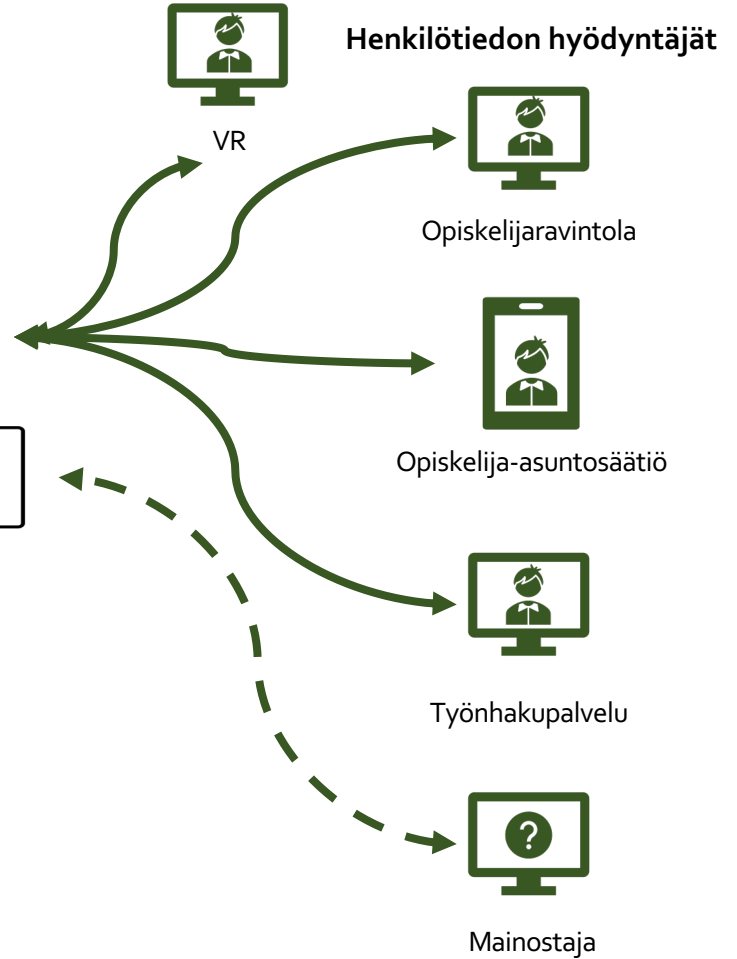 Henkilötiedon hyödyntäjät
VR
Opiskelijaravintola
Opiskelija-asuntosäätiö
Työnhakupalvelu
?
Mainostaja